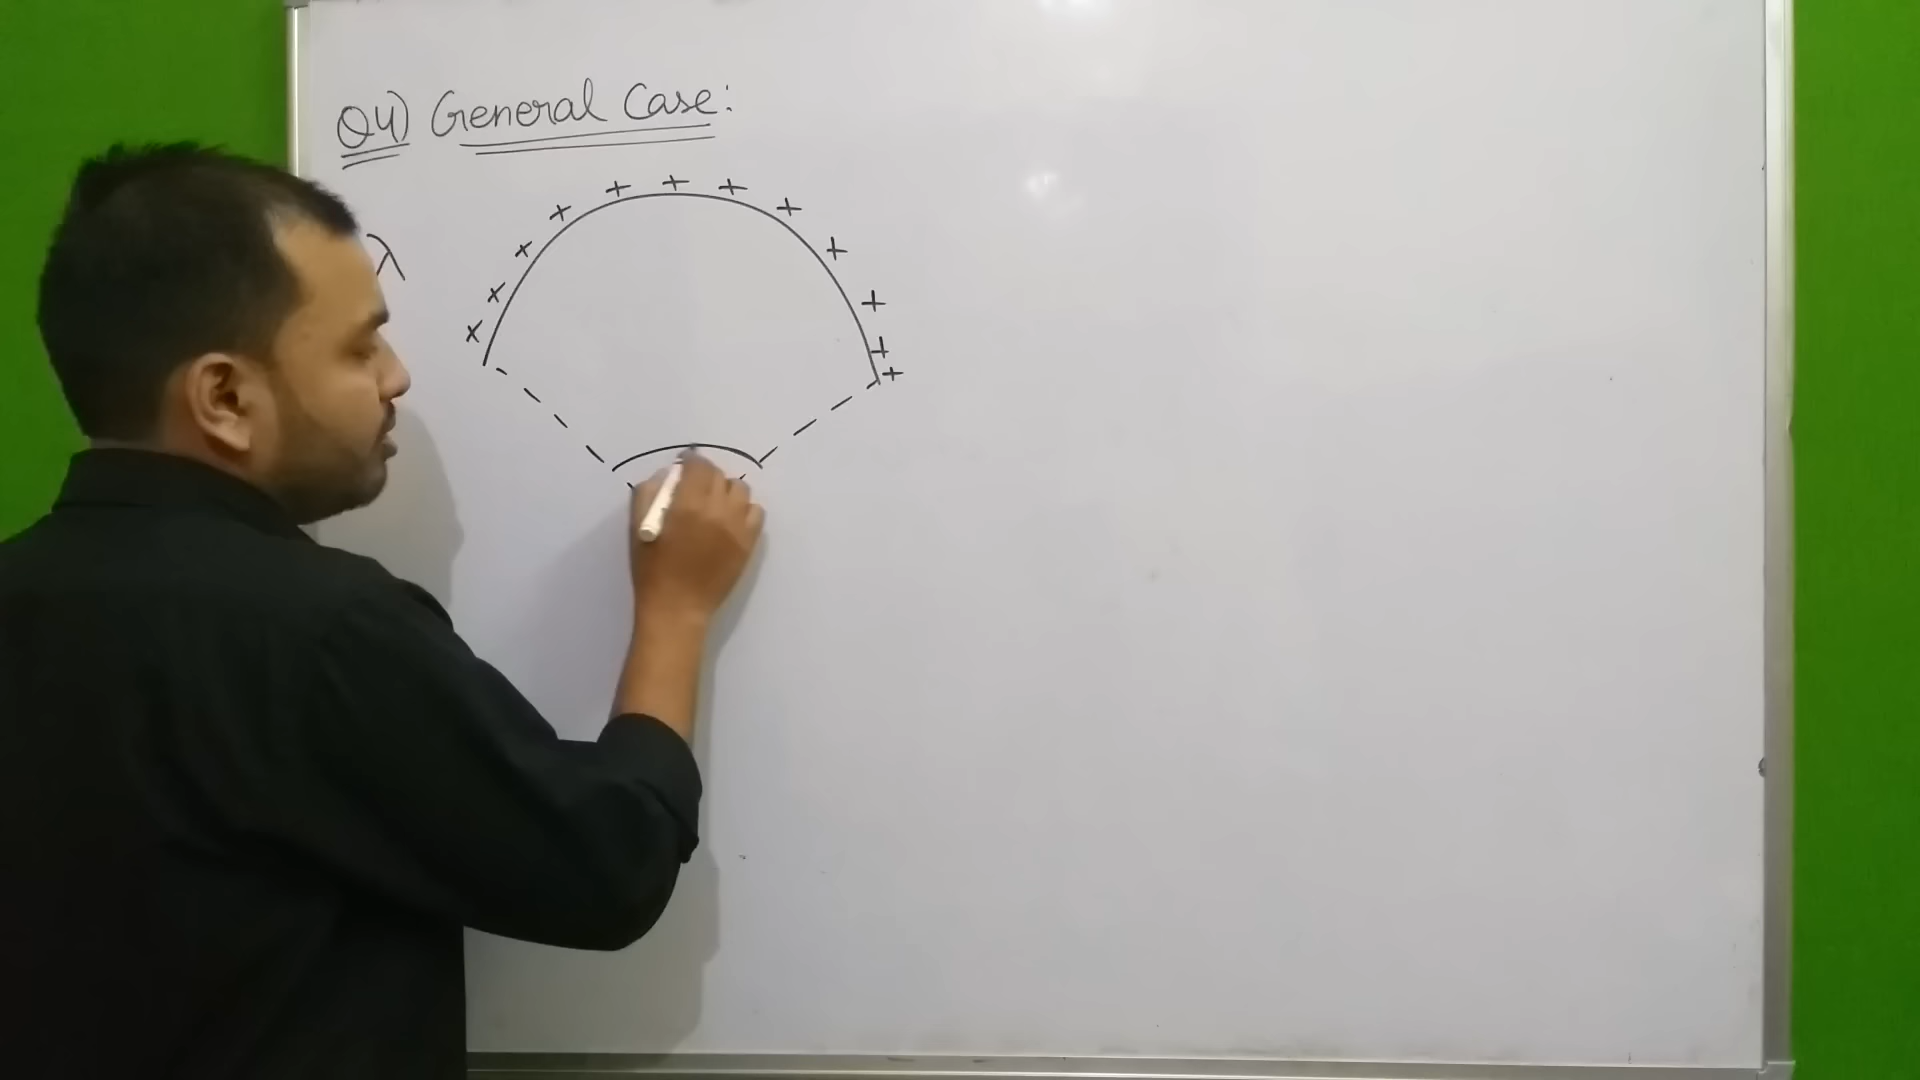 Q4) General Case:
+ + + + + + + + + + + +
λ